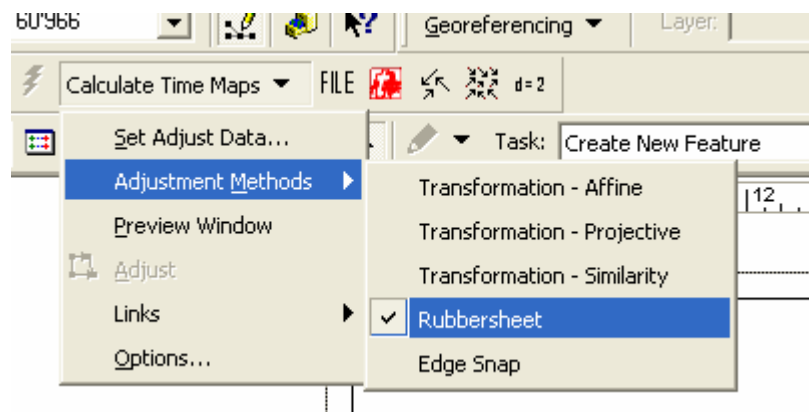 60'966 Georeferencing Layer:
Calculate Time Maps FILE d=2
Set Adjust Data... Task: Create New Feature
Adjustment Methods
Transformation - Affine
12
Preview Window
Transformation - Projective
Adjust
Transformation - Similarity
Links
Rubbersheet
Options...
Edge Snap